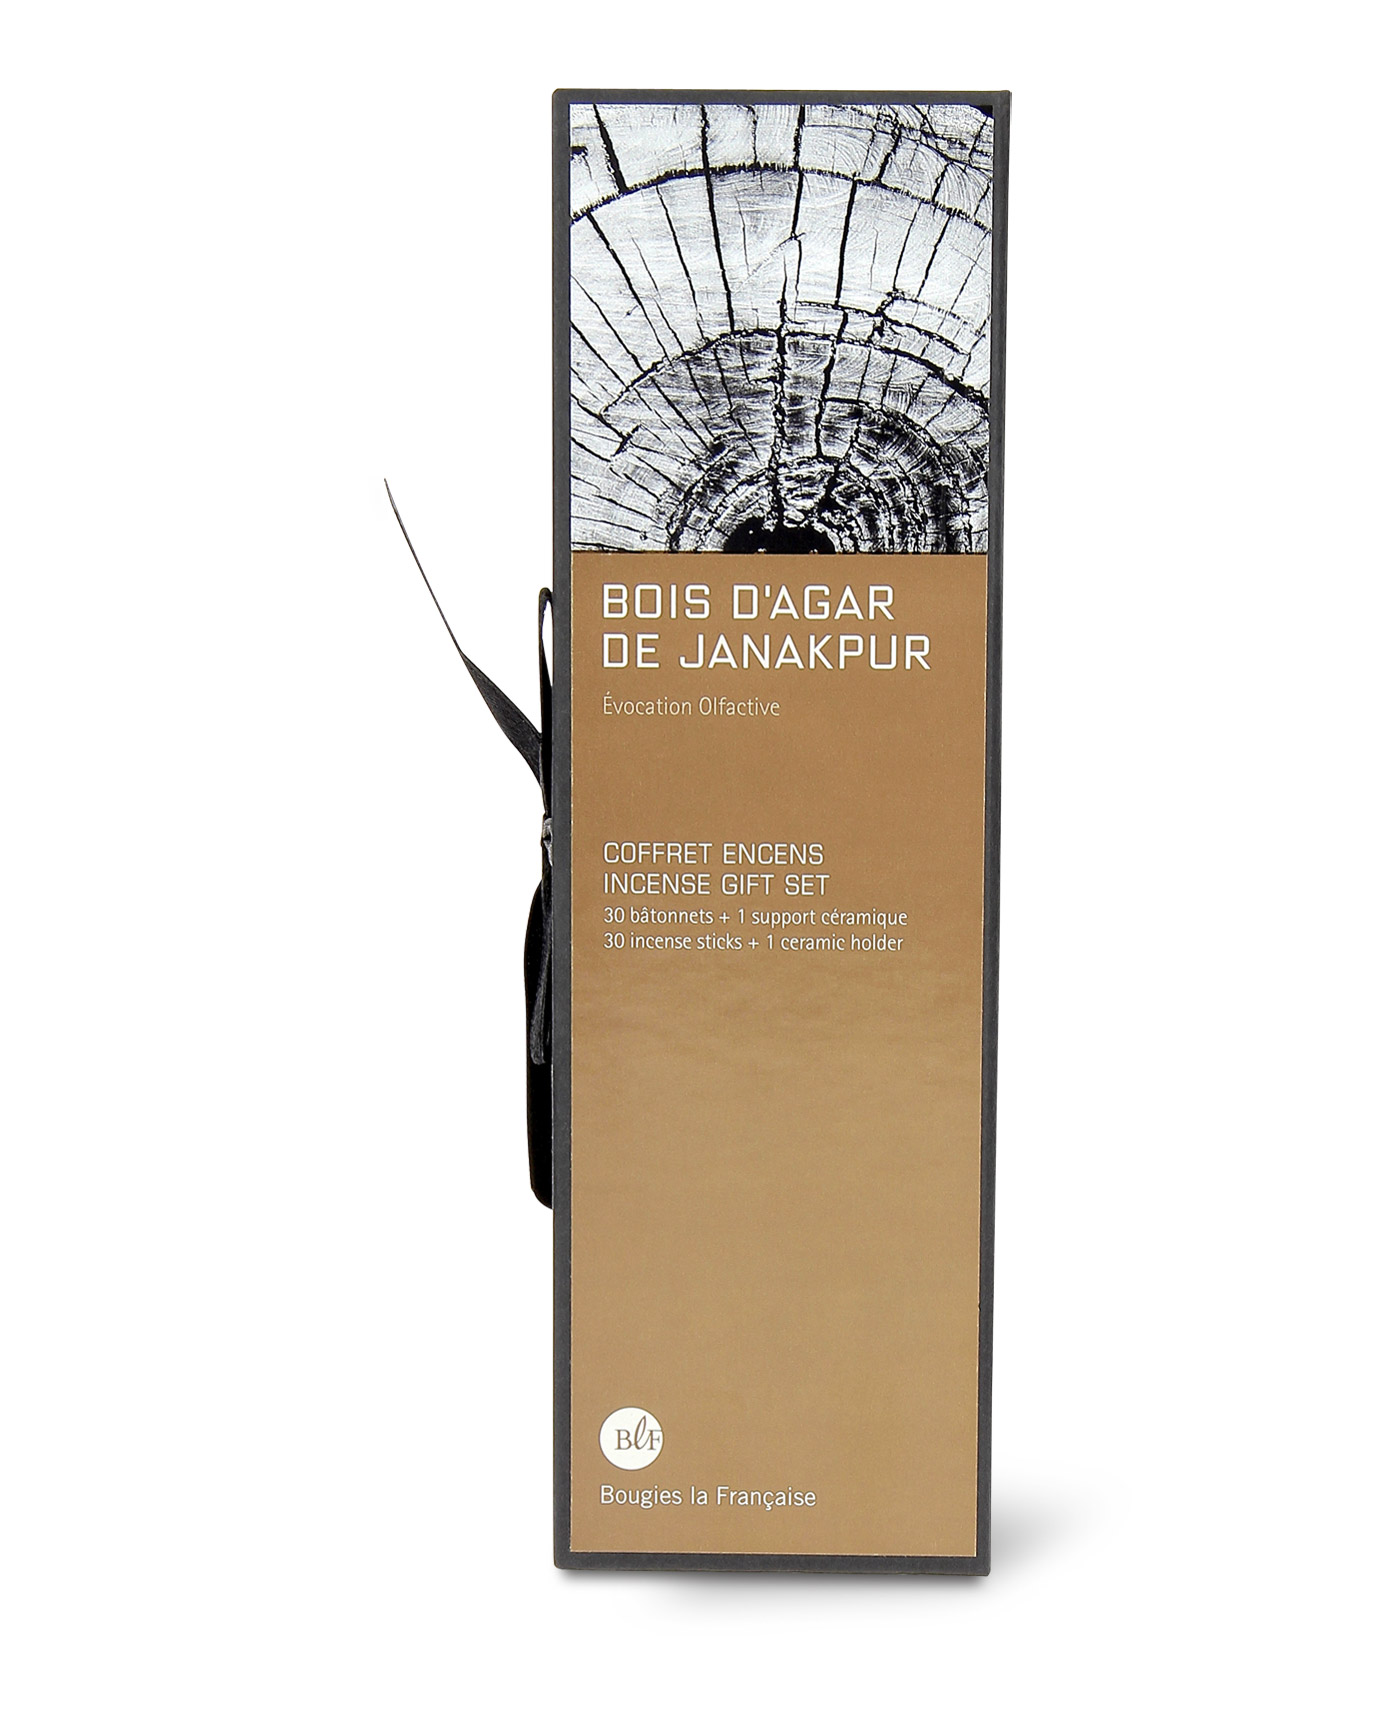 BOIS D'AGAR
DE JANAKPUR
Évocation Olfactive
COFFRET ENCENS
INCENSE GIFT SET
30 bâtonnets + 1 support céramique
30 incense sticks + 1 ceramic holder
BlF
Bougies la Française